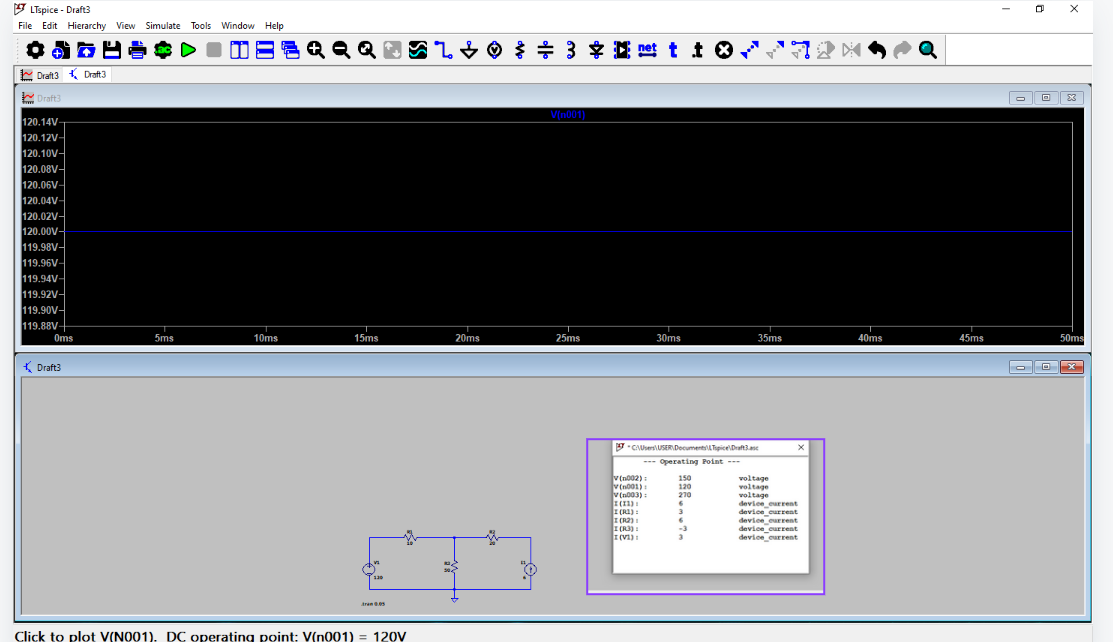 LTspice - Draft3
File Edit Hierarchy View Simulate Tools Window Help
net t .t
Draft3 Draft3
Draft3
V(n001)
120.14V
120.12V
120.10V
120.08V
120.06V
120.04V
120.02V
120.00V
119.98V
119.96V
119.94V
119.92V
119.90V
119.88V
0ms 5ms 10ms 15ms 20ms 25ms 30ms 35ms 40ms 45ms 50ms
Draft3
* C:\Users\USER\Documents\LTspice\Draft3.asc
--- Operating Point ---
V(n002): 150 voltage
V(n001): 120 voltage
V(n003): 270 voltage
I(I1): 6 device_current
I(R1): 3 device_current
I(R2): 6 device_current
I(R3): -3 device_current
I(V1): 3 device_current
R1
10
V1
120
I1
6
.tran 0.05
Click to plot V(N001). DC operating point: V(n001) = 120V